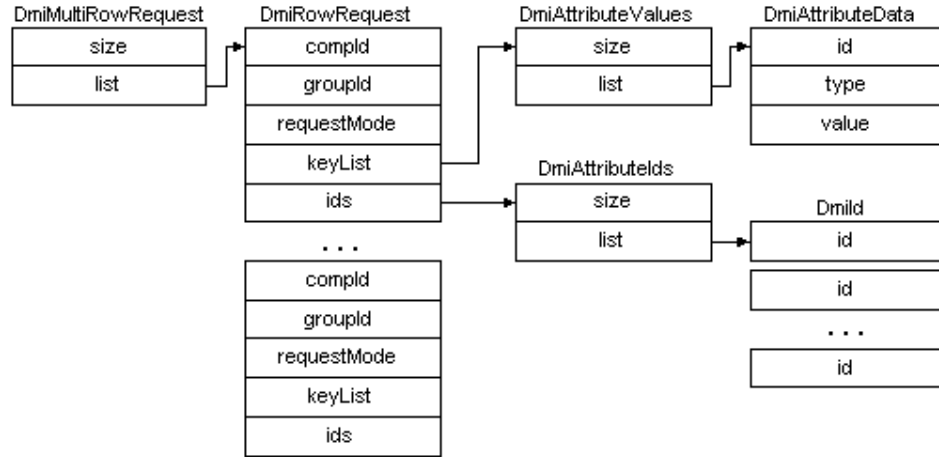 DmiMultiRowRequest
size
list
DmiRowRequest
compId
groupId
requestMode
keyList
ids
...
compId
groupId
requestMode
keyList
ids
DmiAttributeValues
size
list
DmiAttributeIds
size
list
DmiAttributeData
id
type
value
DmiId
id
id
...
id